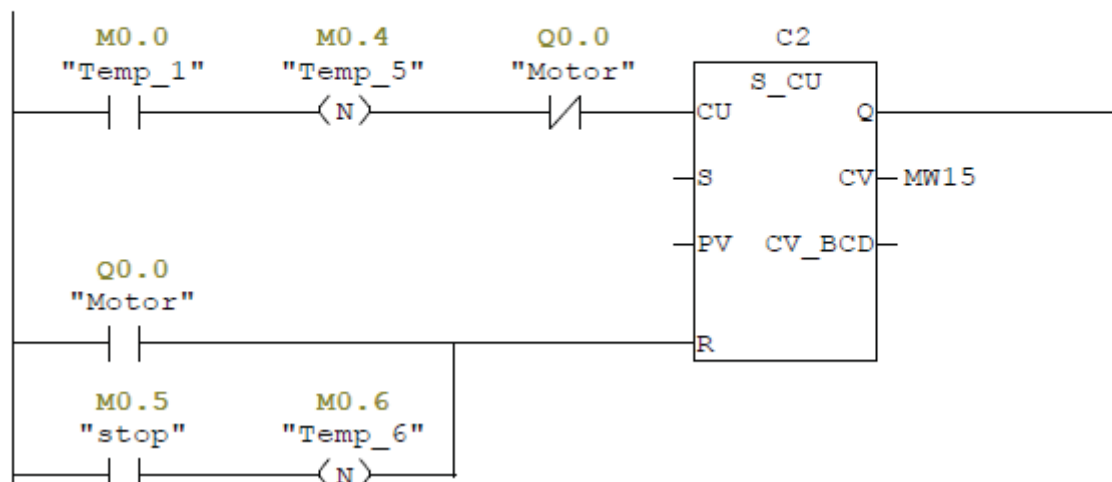 M0.0 M0.4 Q0.0 C2
"Temp_1" "Temp_5" "Motor" S_CU
(N) CU Q
S CV MW15
PV CV_BCD
Q0.0
"Motor"
R
M0.5 M0.6
"stop" "Temp_6"
(N)